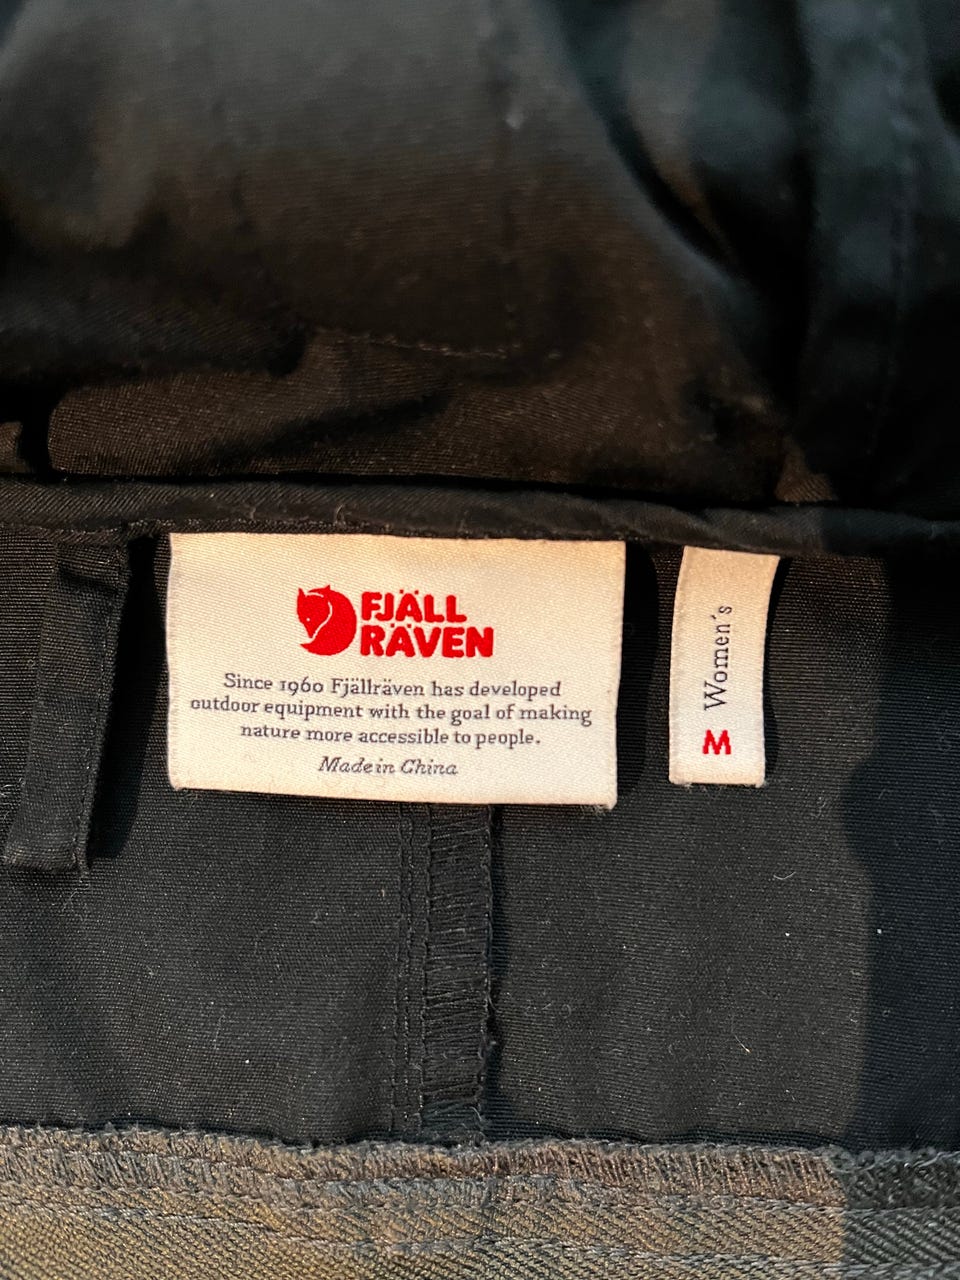 FJÄLL
RÄVEN
Since 1960 Fjällräven has developed
outdoor equipment with the goal of making
nature more accessible to people.
Made in China
Women's
M